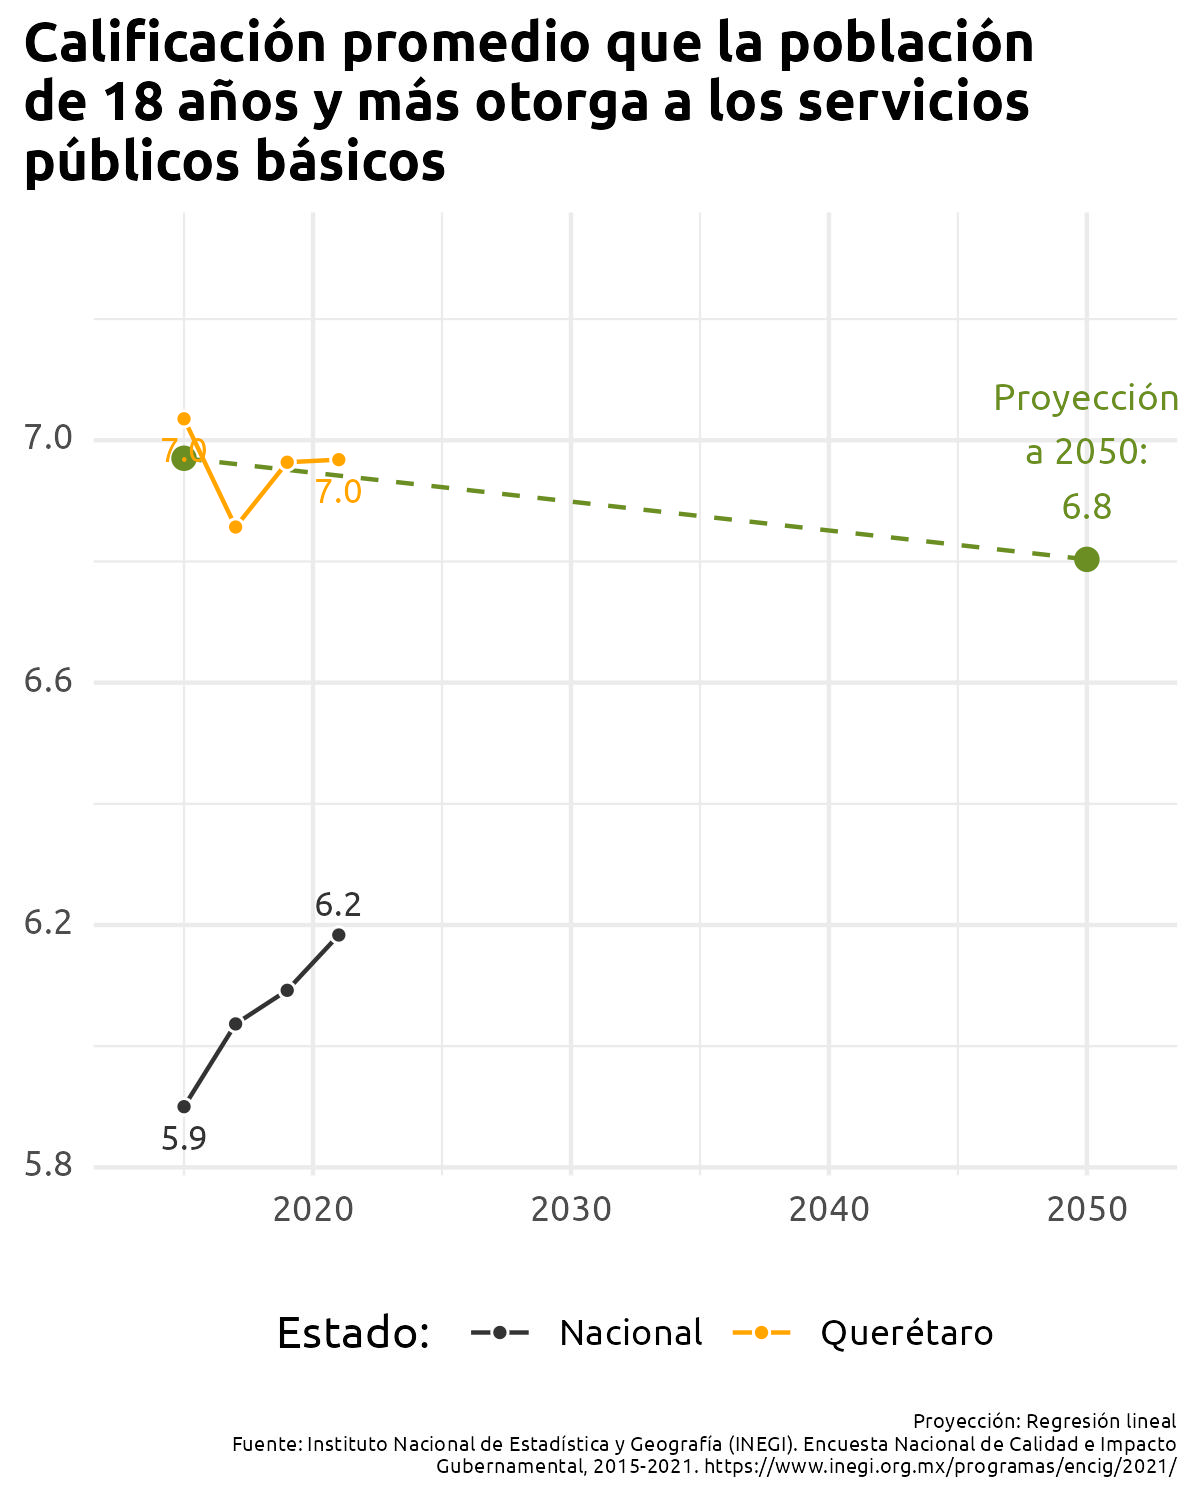 Calificación promedio que la población
de 18 años y más otorga a los servicios
públicos básicos
Proyección
a 2050:
6.8
7.0
7.0
7.0
6.6
6.2
6.2
5.9
5.8
2020
2030
2040
2050
Estado:
Nacional
Querétaro
Proyección: Regresión lineal
Fuente: Instituto Nacional de Estadística y Geografía (INEGI). Encuesta Nacional de Calidad e Impacto
Gubernamental, 2015-2021. https://www.inegi.org.mx/programas/encig/2021/